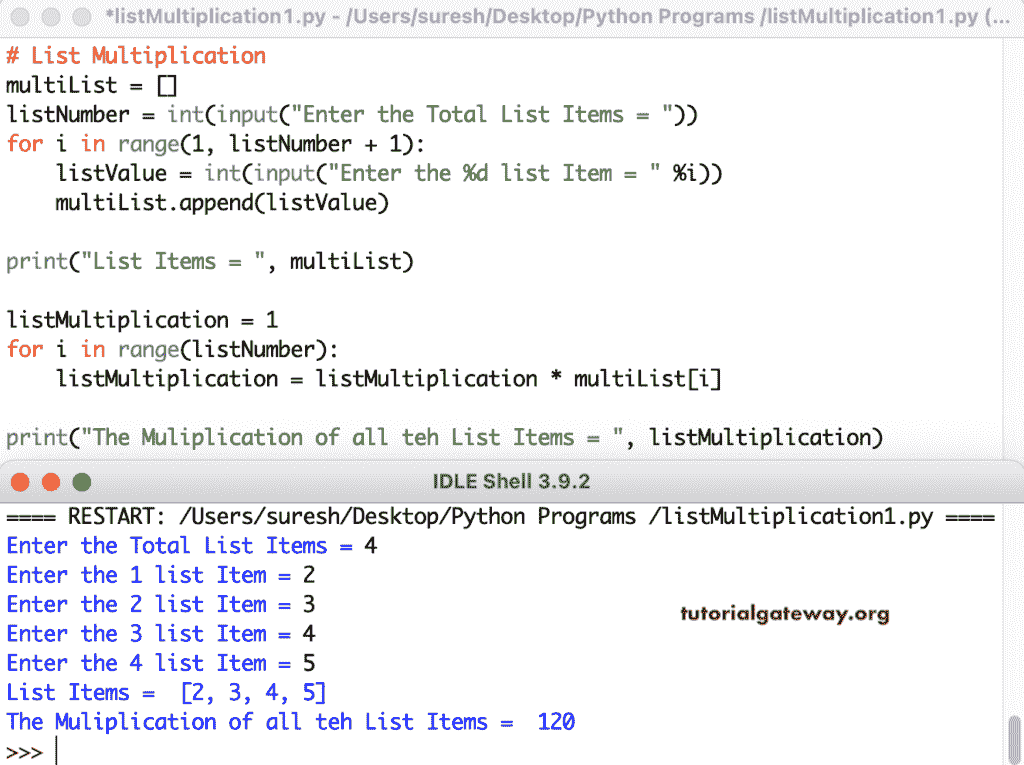 *listMultiplication1.py - /Users/suresh/Desktop/Python Programs /listMultiplication1.py (...
# List Multiplication
multiList = []
listNumber = int(input("Enter the Total List Items = "))
for i in range(1, listNumber + 1):
    listValue = int(input("Enter the %d list Item = " %i))
    multiList.append(listValue)
print("List Items = ", multiList)
listMultiplication = 1
for i in range(listNumber):
    listMultiplication = listMultiplication * multiList[i]
print("The Muliplication of all teh List Items = ", listMultiplication)
IDLE Shell 3.9.2
==== RESTART: /Users/suresh/Desktop/Python Programs /listMultiplication1.py ====
Enter the Total List Items = 4
Enter the 1 list Item = 2
Enter the 2 list Item = 3
tutorialgateway.org
Enter the 3 list Item = 4
Enter the 4 list Item = 5
List Items =  [2, 3, 4, 5]
The Muliplication of all teh List Items =  120
>>>